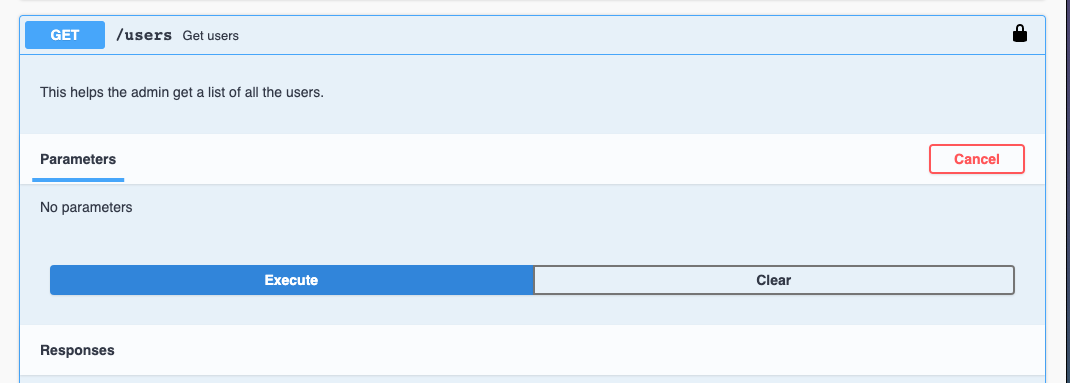 GET /users Get users
This helps the admin get a list of all the users.
Parameters Cancel
No parameters
Execute Clear
Responses